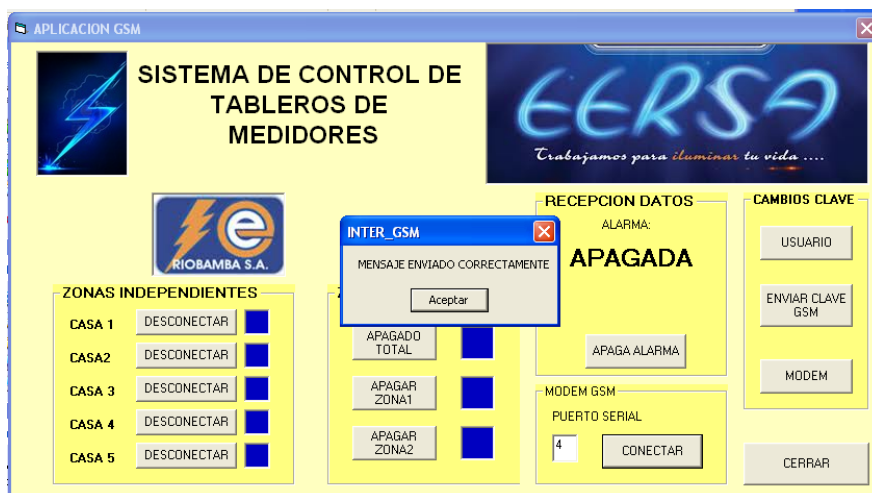 APLICACION GSM
SISTEMA DE CONTROL DE
TABLEROS DE
MEDIDORES
EERSA
Trabajamos para iluminar tu vida ....
e
RIOBAMBA S.A.
INTER_GSM
MENSAJE ENVIADO CORRECTAMENTE
Aceptar
ZONAS INDEPENDIENTES
CASA 1 DESCONECTAR
CASA2 DESCONECTAR
CASA 3 DESCONECTAR
CASA 4 DESCONECTAR
CASA 5 DESCONECTAR
APAGADO
TOTAL
APAGAR
ZONA1
APAGAR
ZONA2
RECEPCION DATOS
ALARMA:
APAGADA
APAGA ALARMA
MODEM GSM
PUERTO SERIAL
4 CONECTAR
CAMBIOS CLAVE
USUARIO
ENVIAR CLAVE
GSM
MODEM
CERRAR